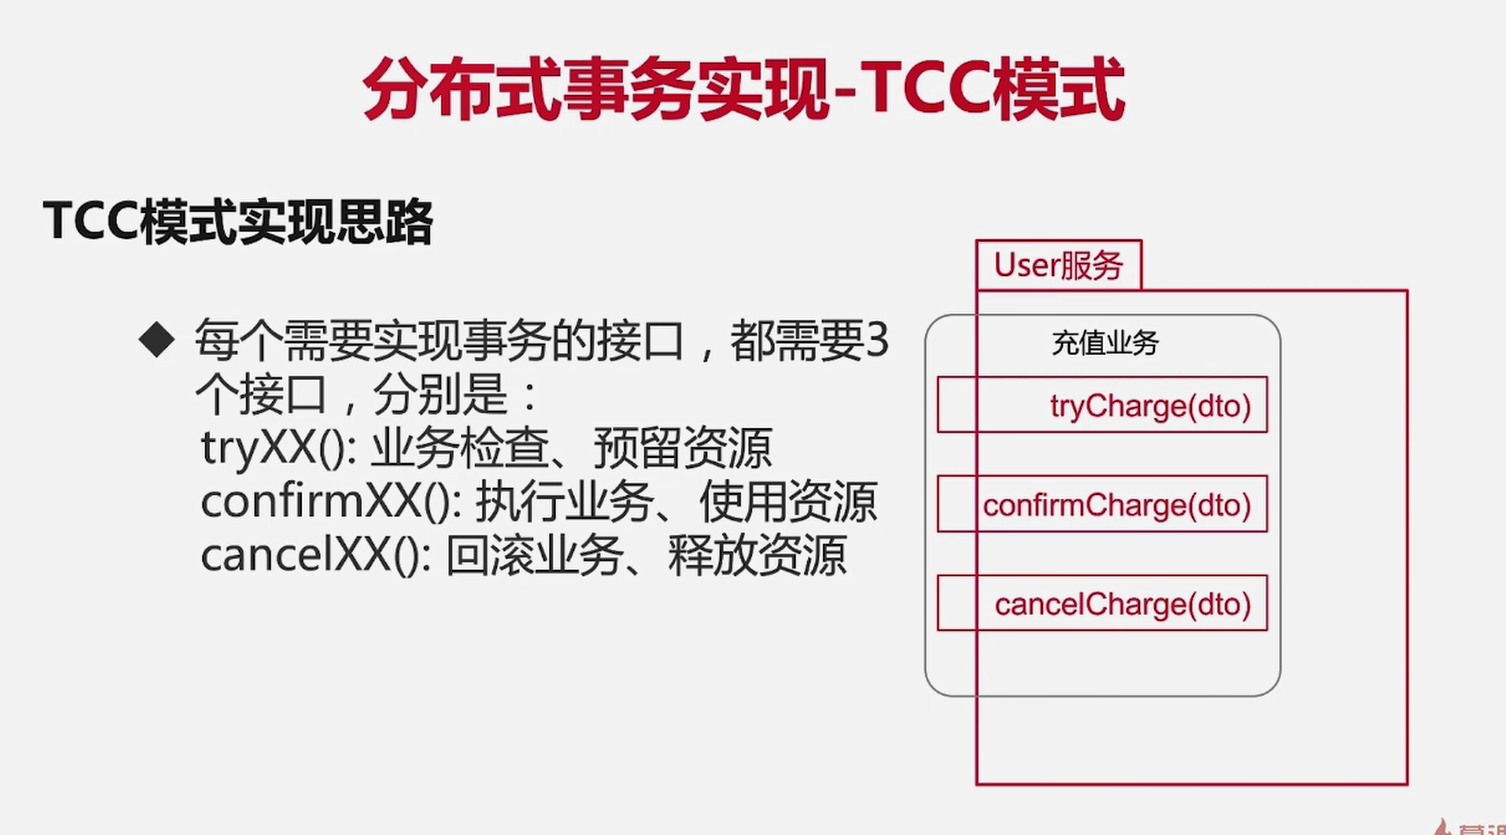 分布式事务实现-TCC模式
TCC模式实现思路
◆ 每个需要实现事务的接口，都需要3
个接口，分别是：
tryXX(): 业务检查、预留资源
confirmXX(): 执行业务、使用资源
cancelXX(): 回滚业务、释放资源
User服务
充值业务
tryCharge(dto)
confirmCharge(dto)
cancelCharge(dto)